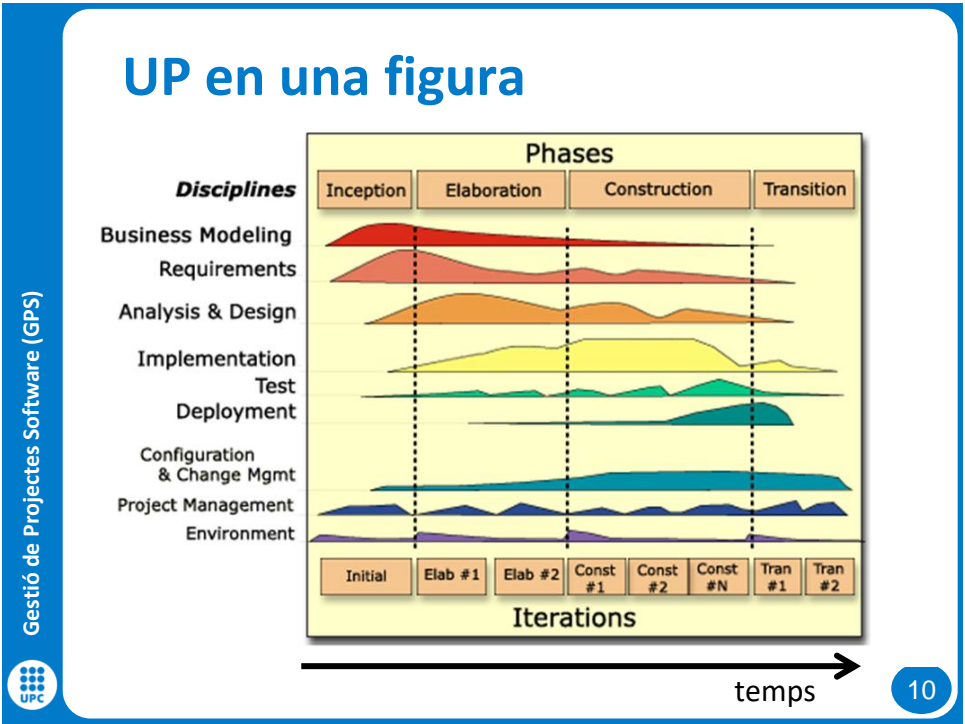 UP en una figura
Phases
Disciplines
Inception
Elaboration
Construction
Transition
Business Modeling
Requirements
Analysis & Design
Implementation
Test
Deployment
Configuration
& Change Mgmt
Project Management
Environment
Initial
Elab #1
Elab #2
Const
#1
Const
#2
Const
#N
Tran
#1
Tran
#2
Iterations
temps
Gestió de Projectes Software (GPS)
UPC
10